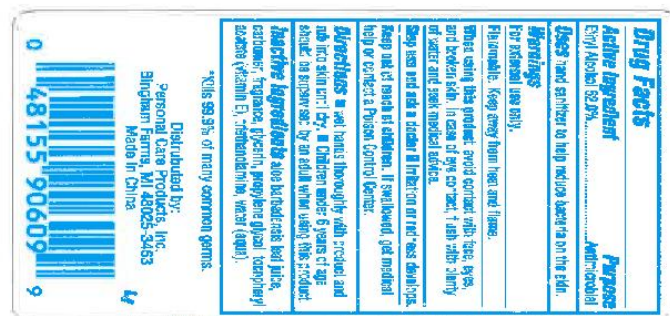 Drug Facts
Active Ingredient Purpose
Ethyl Alcohol 62.0%..................Antimicrobial
Uses hand sanitizer to help reduce bacteria on the skin.
Warnings
For external use only.
Flammable. Keep away from heat and flame.
When using this product avoid contact with face, eyes,
and broken skin. In case of eye contact, flush with plenty
of water and seek medical advice.
Stop use and ask a doctor if irritation or redness develops.
Keep out of reach of children. If swallowed get medical
help or contact a Poison Control Center.
Directions ■ wet hands thoroughly with product and
rub into skin until dry. ■ Children under 6 years of age
should be supervised by an adult when using this product.
Inactive Ingredients aloe barbadensis leaf juice,
carbomer, fragrance, glycerin, propylene glycol, tocopheryl
acetate (vitamin E), triethanolamine, water (aqua).
*Kills 99.9% of many common germs.
Distributed by:
Personal Care Products, Inc.
Bingham Farms, MI 48025-3463
Made in China
0 48155 90609 9